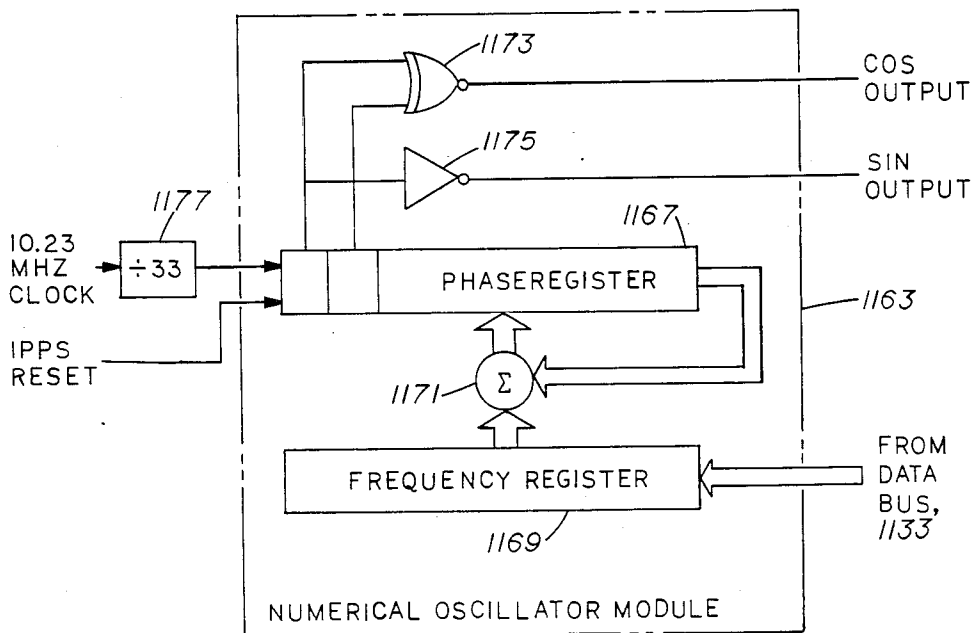 1173
COS
OUTPUT
1175
SIN
OUTPUT
1177
1167
10.23
MHZ
CLOCK
÷33
PHASEREGISTER
1163
1PPS
RESET
1171
Σ
FROM
DATA
BUS,
1133
FREQUENCY REGISTER
1169
NUMERICAL OSCILLATOR MODULE